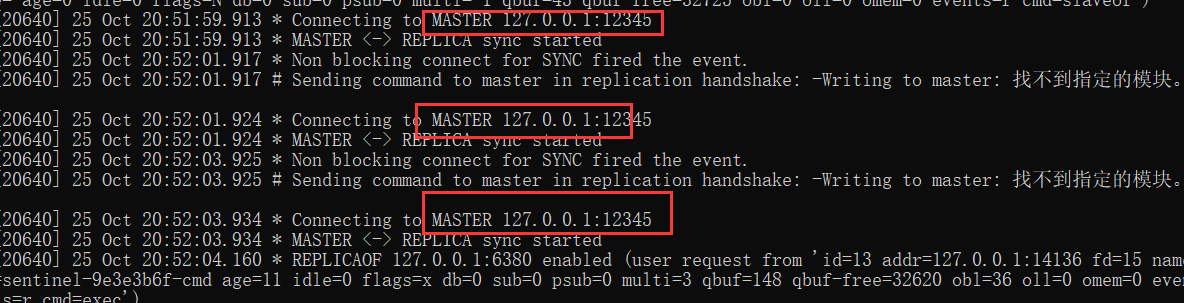 = age=0 idle=0 flags=N db=0 sub=0 psub=0 multi=-1 qbuf=43 qbuf free=32725 obl=0 oll=0 omem=0 events=r cmd=slaveof')
[20640] 25 Oct 20:51:59.913 * Connecting to MASTER 127.0.0.1:12345
[20640] 25 Oct 20:51:59.913 * MASTER <-> REPLICA sync started
[20640] 25 Oct 20:52:01.917 * Non blocking connect for SYNC fired the event.
[20640] 25 Oct 20:52:01.917 # Sending command to master in replication handshake: -Writing to master: 找不到指定的模块。
[20640] 25 Oct 20:52:01.924 * Connecting to MASTER 127.0.0.1:12345
[20640] 25 Oct 20:52:01.924 * MASTER <-> REPLICA sync started
[20640] 25 Oct 20:52:03.925 * Non blocking connect for SYNC fired the event.
[20640] 25 Oct 20:52:03.925 # Sending command to master in replication handshake: -Writing to master: 找不到指定的模块。
[20640] 25 Oct 20:52:03.934 * Connecting to MASTER 127.0.0.1:12345
[20640] 25 Oct 20:52:03.934 * MASTER <-> REPLICA sync started
[20640] 25 Oct 20:52:04.160 * REPLICAOF 127.0.0.1:6380 enabled (user request from 'id=13 addr=127.0.0.1:14136 fd=15 nam
=sentinel-9e3e3b6f-cmd age=11 idle=0 flags=x db=0 sub=0 psub=0 multi=3 qbuf=148 qbuf-free=32620 obl=36 oll=0 omem=0 even
s=r cmd=exec')